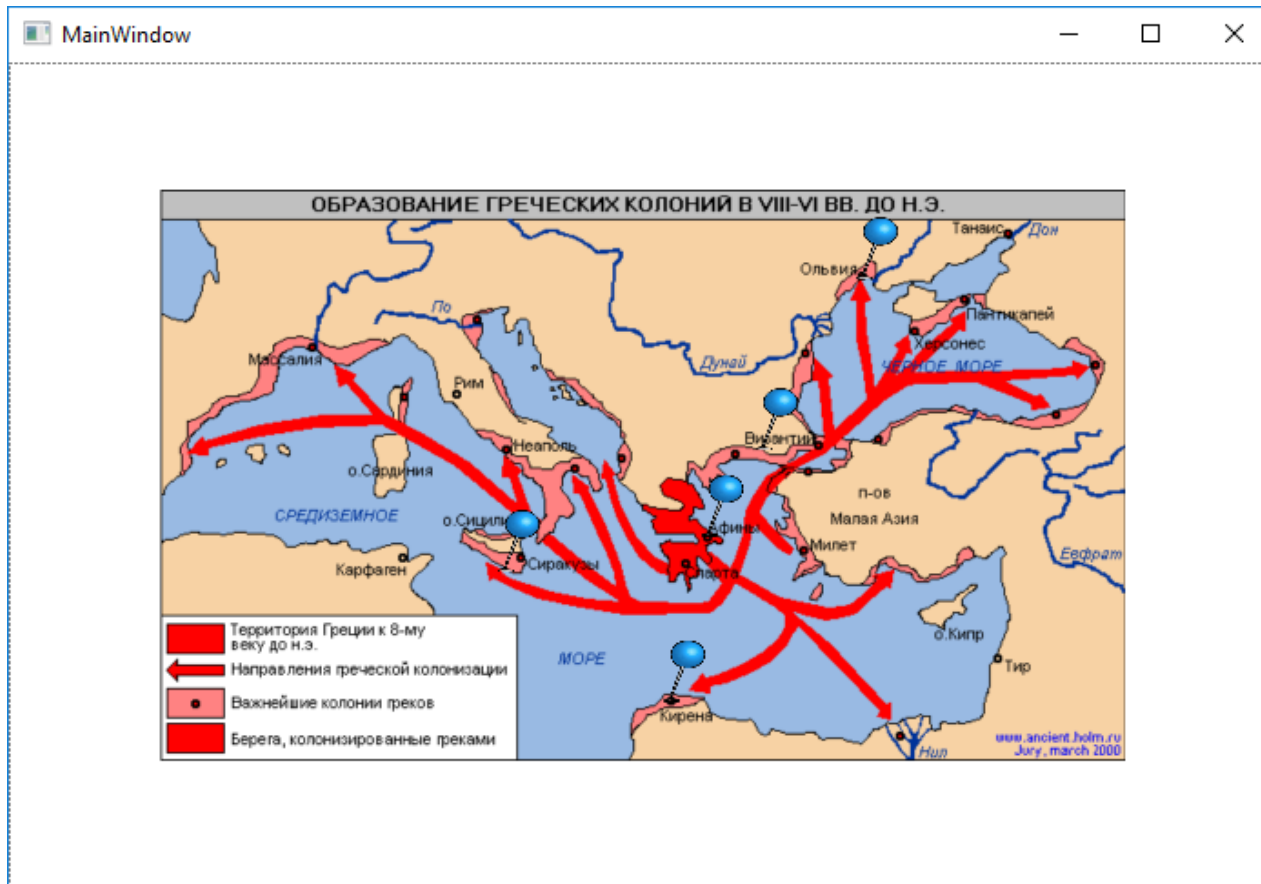 MainWindow
ОБРАЗОВАНИЕ ГРЕЧЕСКИХ КОЛОНИЙ В VIII-VI ВВ. ДО Н.Э.
Танаис
Дон
Ольвия
По
Пантикапей
Херсонес
Массалия
Дунай
ЧЕРНОЕ МОРЕ
Рим
Византий
Неаполь
о.Сардиния
п-ов
Малая Азия
СРЕДИЗЕМНОЕ
о.Сицили
Афины
Милет
Евфрат
Карфаген
Сиракузы
о.Кипр
МОРЕ
Тир
Кирена
Нил
Территория Греции к 8-му
веку до н.э.
Направления греческой колонизации
Важнейшие колонии греков
Берега, колонизированные греками
www.ancient.holm.ru
Jury, march 2000